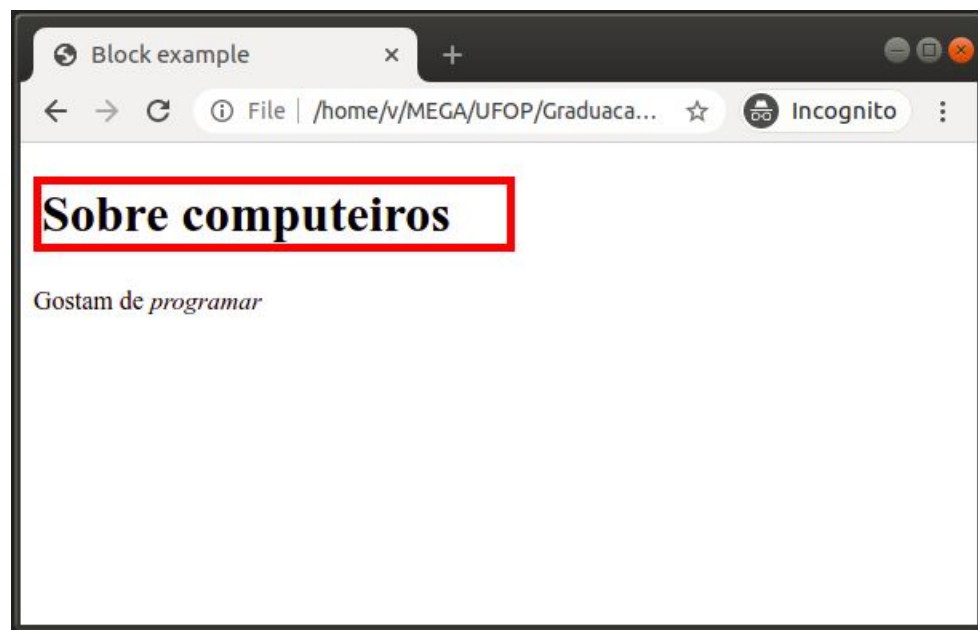 Block example
File | /home/v/MEGA/UFOP/Graduaca... Incognito
Sobre computeiros
Gostam de programar